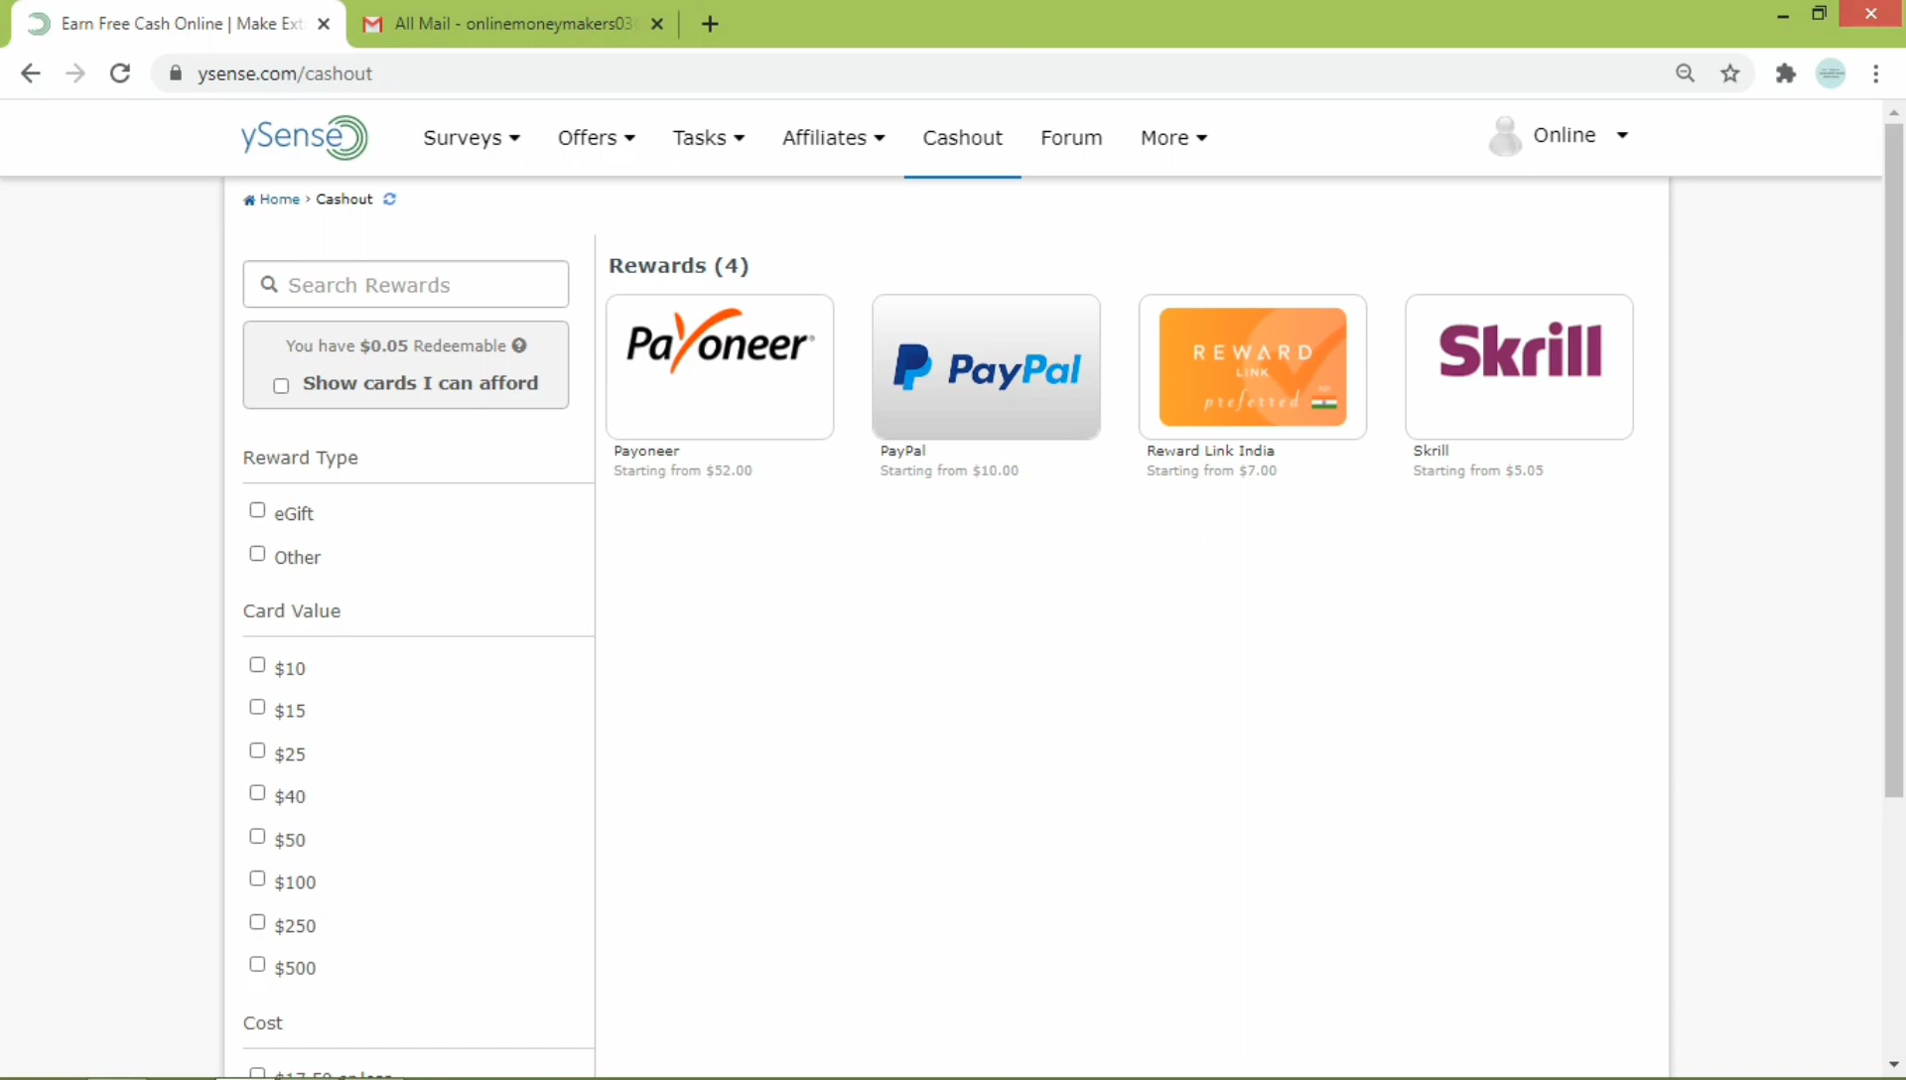 Earn Free Cash Online | Make Ext
All Mail - onlinemoneymakers03
ysense.com/cashout
ySense
Surveys
Offers
Tasks
Affiliates
Cashout
Forum
More
Online
Home › Cashout
Search Rewards
You have $0.05 Redeemable
Show cards I can afford
Reward Type
eGift
Other
Card Value
$10
$15
$25
$40
$50
$100
$250
$500
Cost
$17.50 or less
Rewards (4)
Payoneer
Payoneer
Starting from $52.00
PayPal
PayPal
Starting from $10.00
REWARD
LINK
preferred
Reward Link India
Starting from $7.00
Skrill
Skrill
Starting from $5.05